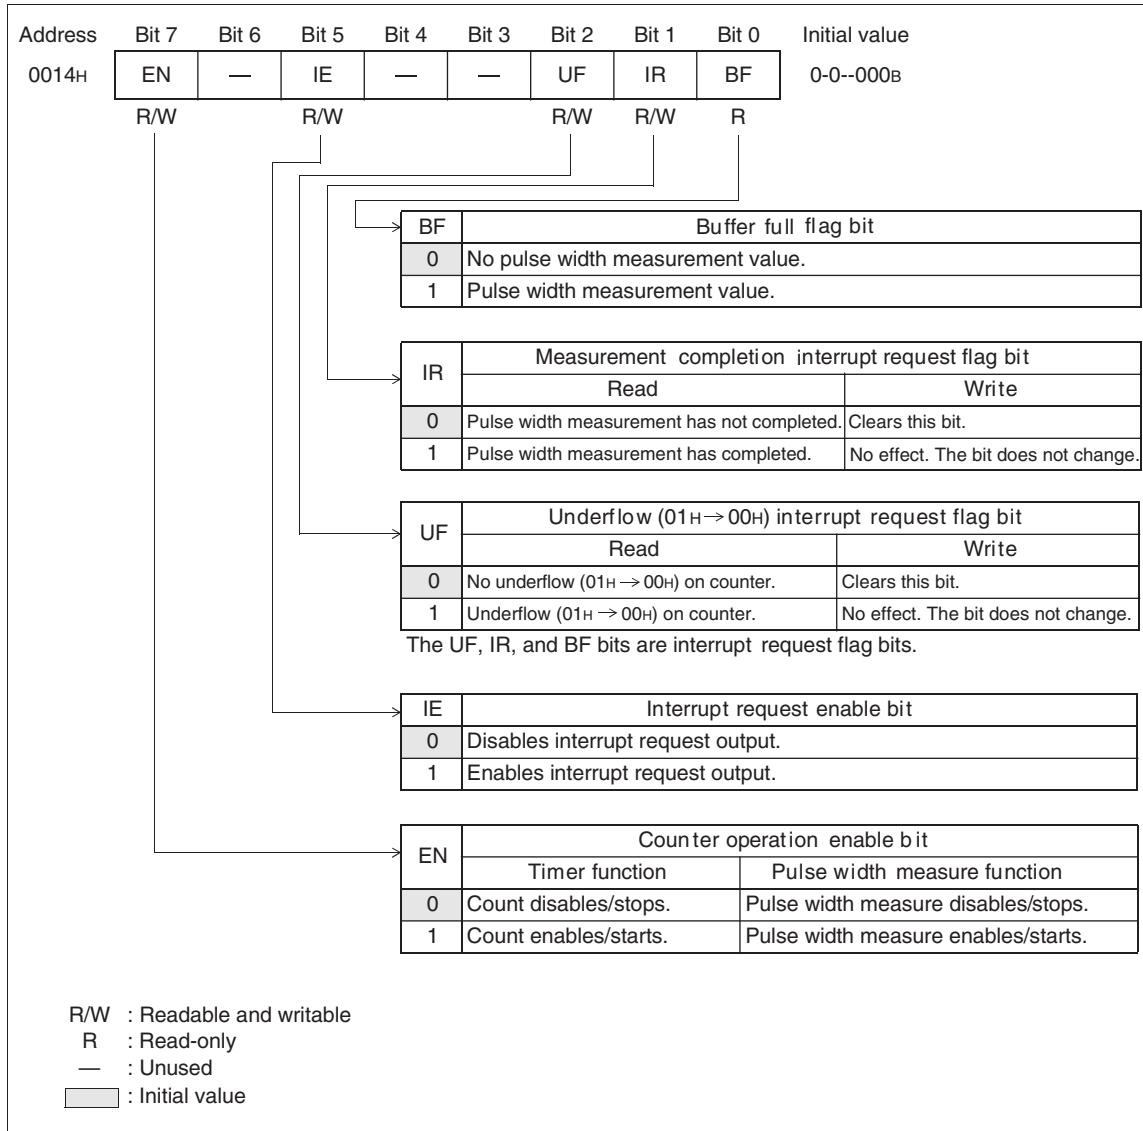 Address Bit 7 Bit 6 Bit 5 Bit 4 Bit 3 Bit 2 Bit 1 Bit 0 Initial value
0014H EN — IE — — UF IR BF 0-0--000B
R/W R/W R/W R/W R
BF Buffer full flag bit
0 No pulse width measurement value.
1 Pulse width measurement value.
IR Measurement completion interrupt request flag bit
Read Write
0 Pulse width measurement has not completed. Clears this bit.
1 Pulse width measurement has completed. No effect. The bit does not change.
UF Underflow (01H→00H) interrupt request flag bit
Read Write
0 No underflow (01H→00H) on counter. Clears this bit.
1 Underflow (01H→00H) on counter. No effect. The bit does not change.
The UF, IR, and BF bits are interrupt request flag bits.
IE Interrupt request enable bit
0 Disables interrupt request output.
1 Enables interrupt request output.
EN Counter operation enable bit
Timer function Pulse width measure function
0 Count disables/stops. Pulse width measure disables/stops.
1 Count enables/starts. Pulse width measure enables/starts.
R/W : Readable and writable
R : Read-only
— : Unused
: Initial value